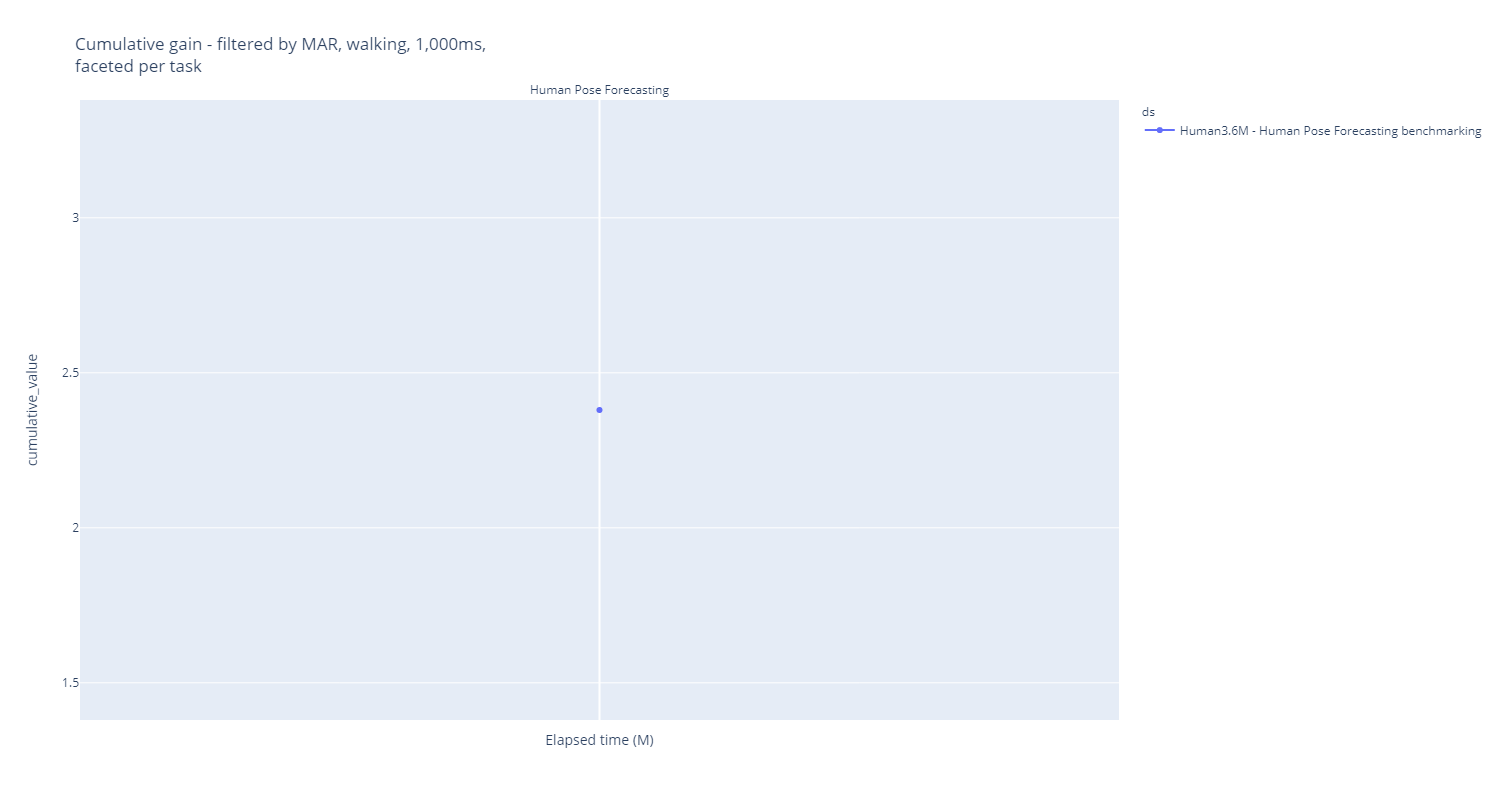 Cumulative gain - filtered by MAR, walking, 1,000ms,
faceted per task
Human Pose Forecasting
ds
Human3.6M - Human Pose Forecasting benchmarking
3
2.5
2
1.5
cumulative_value
Elapsed time (M)